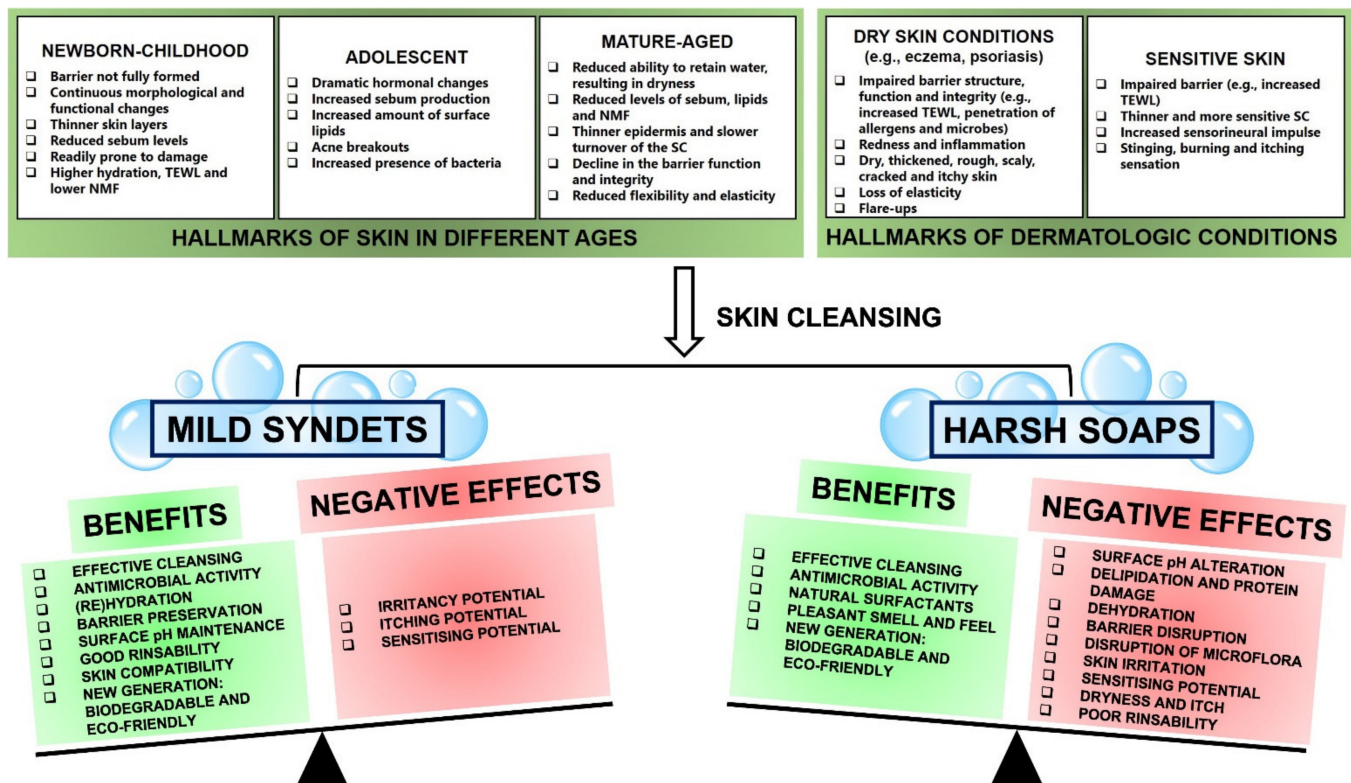 NEWBORN-CHILDHOOD
❑ Barrier not fully formed
❑ Continuous morphological and
functional changes
❑ Thinner skin layers
❑ Reduced sebum levels
❑ Readily prone to damage
❑ Higher hydration, TEWL and
lower NMF
ADOLESCENT
❑ Dramatic hormonal changes
❑ Increased sebum production
❑ Increased amount of surface
lipids
❑ Acne breakouts
❑ Increased presence of bacteria
MATURE-AGED
❑ Reduced ability to retain water,
resulting in dryness
❑ Reduced levels of sebum, lipids
and NMF
❑ Thinner epidermis and slower
turnover of the SC
❑ Decline in the barrier function
and integrity
❑ Reduced flexibility and elasticity
HALLMARKS OF SKIN IN DIFFERENT AGES
DRY SKIN CONDITIONS
(e.g., eczema, psoriasis)
❑ Impaired barrier structure,
function and integrity (e.g.,
increased TEWL, penetration of
allergens and microbes)
❑ Redness and inflammation
❑ Dry, thickened, rough, scaly,
cracked and itchy skin
❑ Loss of elasticity
❑ Flare-ups
SENSITIVE SKIN
❑ Impaired barrier (e.g., increased
TEWL)
❑ Thinner and more sensitive SC
❑ Increased sensorineural impulse
❑ Stinging, burning and itching
sensation
HALLMARKS OF DERMATOLOGIC CONDITIONS
SKIN CLEANSING
MILD SYNDETS
BENEFITS
❑ EFFECTIVE CLEANSING
❑ ANTIMICROBIAL ACTIVITY
❑ (RE)HYDRATION
❑ BARRIER PRESERVATION
❑ SURFACE pH MAINTENANCE
❑ GOOD RINSABILITY
❑ SKIN COMPATIBILITY
❑ NEW GENERATION:
BIODEGRADABLE AND
ECO-FRIENDLY
NEGATIVE EFFECTS
❑ IRRITANCY POTENTIAL
❑ ITCHING POTENTIAL
❑ SENSITISING POTENTIAL
HARSH SOAPS
BENEFITS
❑ EFFECTIVE CLEANSING
❑ ANTIMICROBIAL ACTIVITY
❑ NATURAL SURFACTANTS
❑ PLEASANT SMELL AND FEEL
❑ NEW GENERATION:
BIODEGRADABLE AND
ECO-FRIENDLY
NEGATIVE EFFECTS
❑ SURFACE pH ALTERATION
❑ DELIPIDATION AND PROTEIN
DAMAGE
❑ DEHYDRATION
❑ BARRIER DISRUPTION
❑ DISRUPTION OF MICROFLORA
❑ SKIN IRRITATION
❑ SENSITISING POTENTIAL
❑ DRYNESS AND ITCH
❑ POOR RINSABILITY